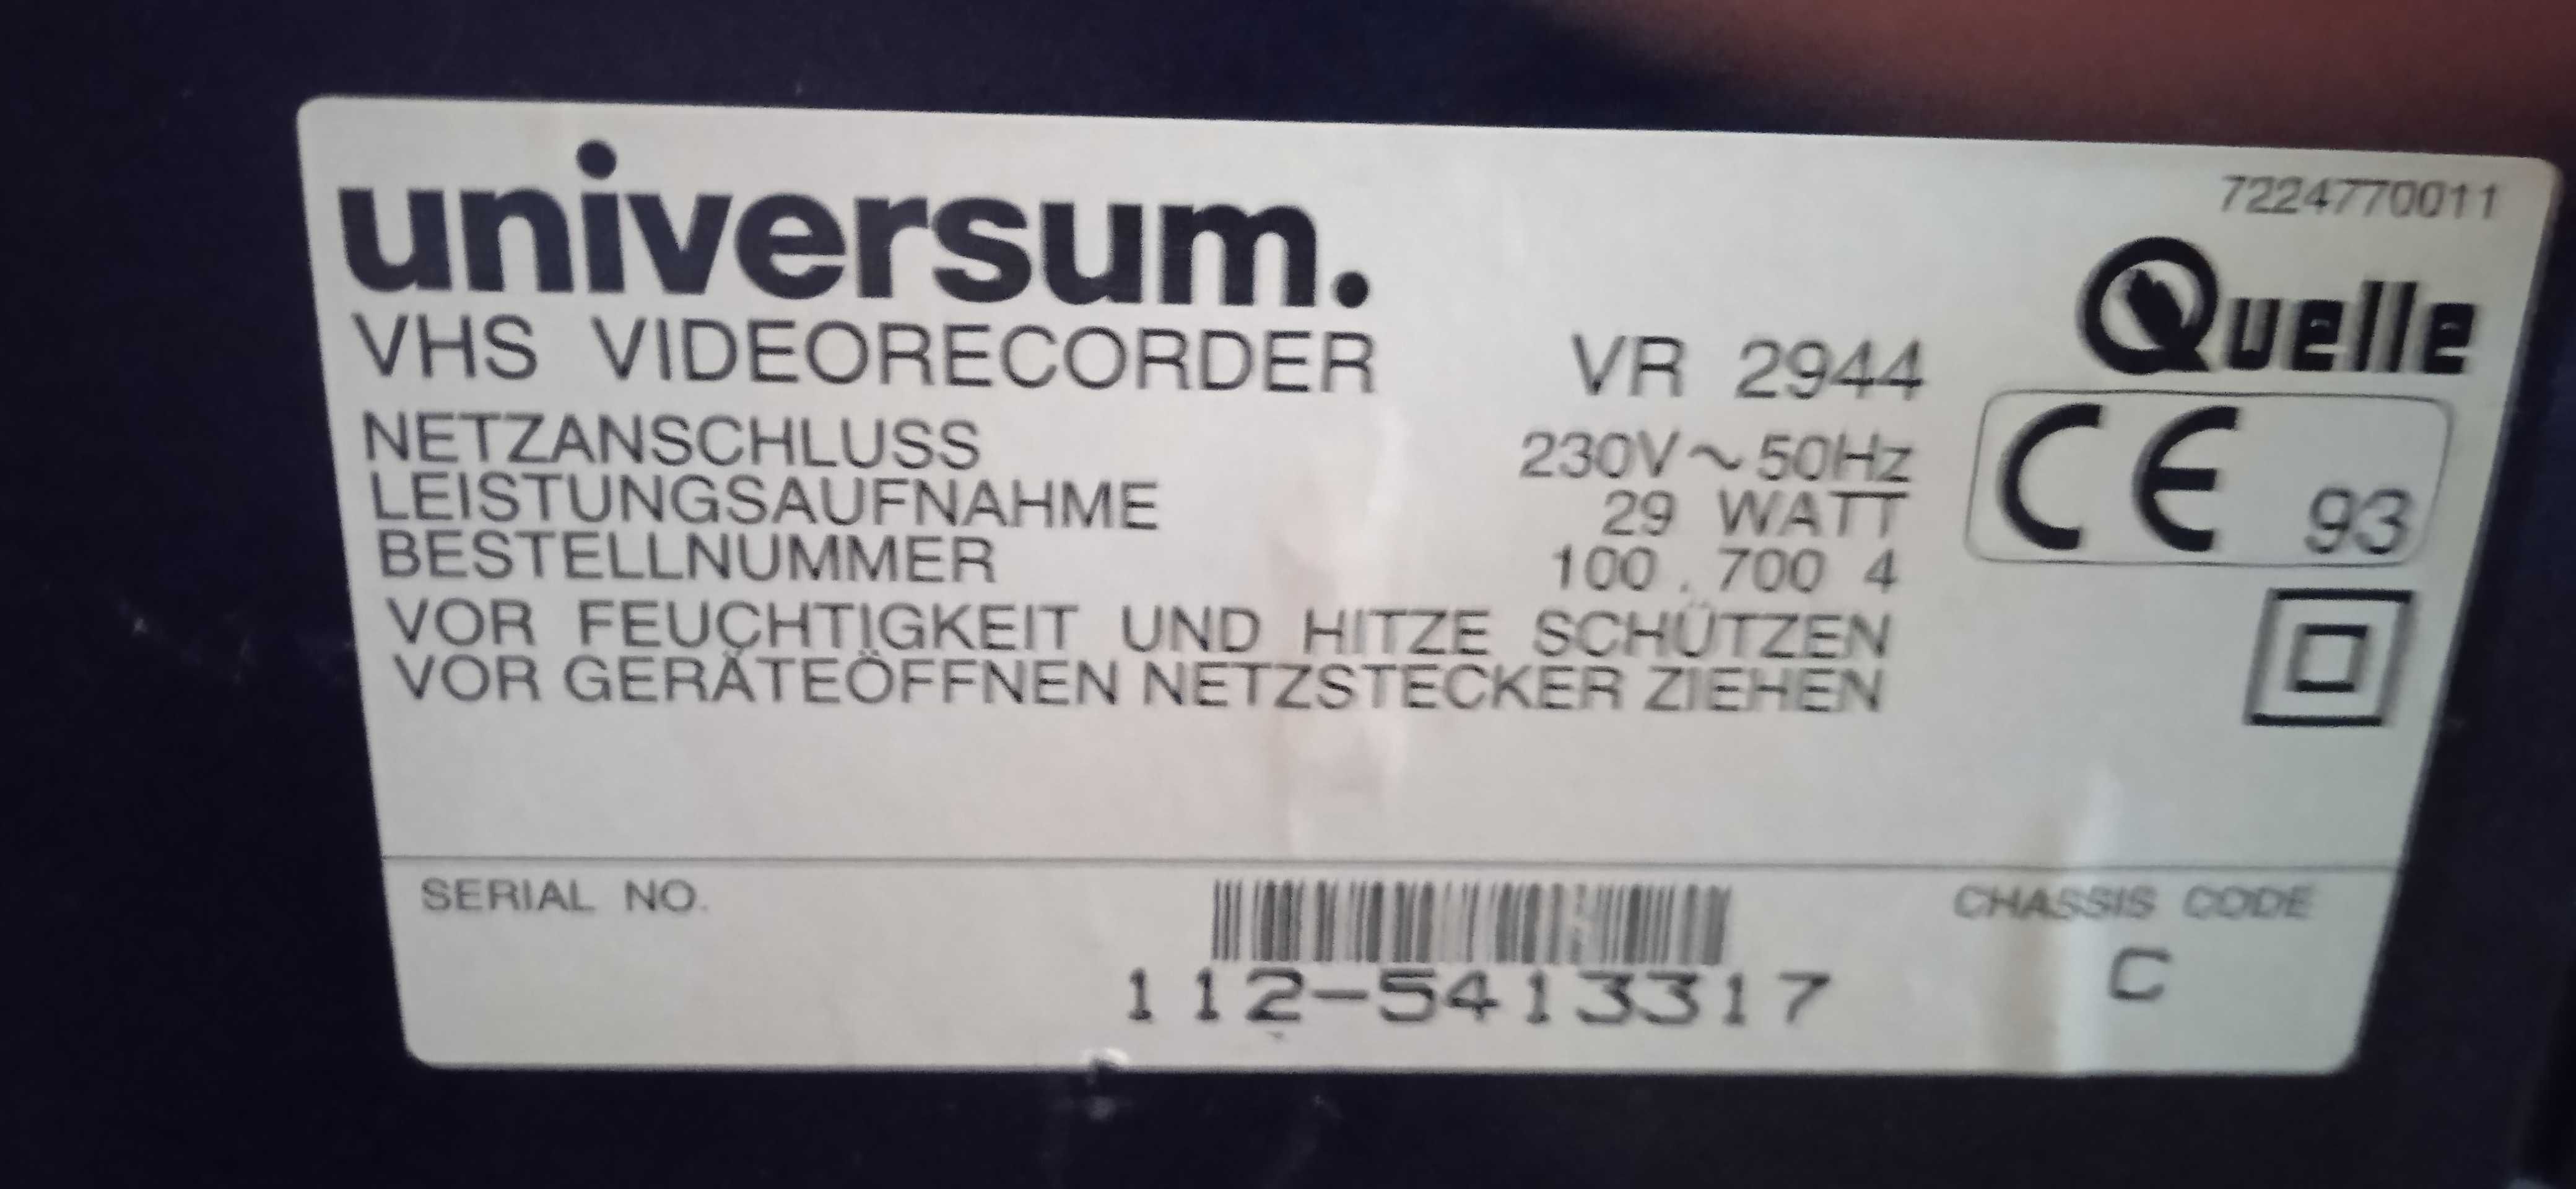 7224770011
universum.
Quelle
VHS VIDEORECORDER VR 2944
NETZANSCHLUSS 230V~50Hz
LEISTUNGSAUFNAHME 29 WATT
BESTELLNUMMER 100.700 4
CE 93
VOR FEUCHTIGKEIT UND HITZE SCHÜTZEN
VOR GERÄTEÖFFNEN NETZSTECKER ZIEHEN
SERIAL NO. CHASSIS CODE
112-5413317 C